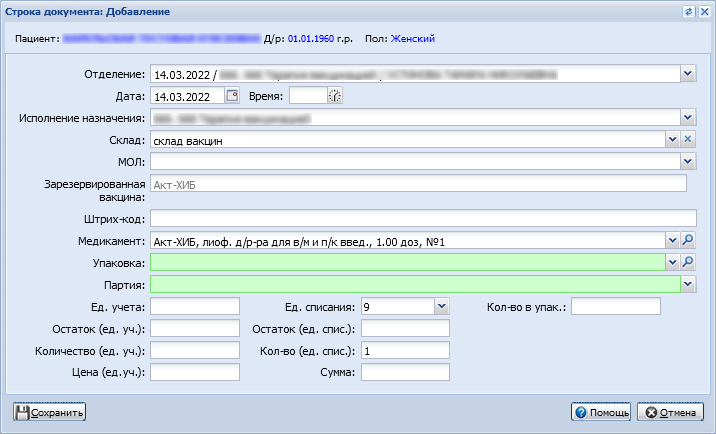 Строка документа: Добавление
Пациент: Д/р: 01.01.1960 г.р. Пол: Женский
Отделение: 14.03.2022 /
Дата: 14.03.2022 Время:
Исполнение назначения:
Склад: склад вакцин
МОЛ:
Зарезервированная вакцина: Акт-ХИБ
Штрих-код:
Медикамент: Акт-ХИБ, лиоф. д/р-ра для в/м и п/к введ., 1.00 доз, №1
Упаковка:
Партия:
Ед. учета: Ед. списания: 9 Кол-во в упак.:
Остаток (ед. уч.): Остаток (ед. спис.):
Количество (ед. уч.): Кол-во (ед. спис.): 1
Цена (ед.уч.): Сумма:
Сохранить Помощь Отмена